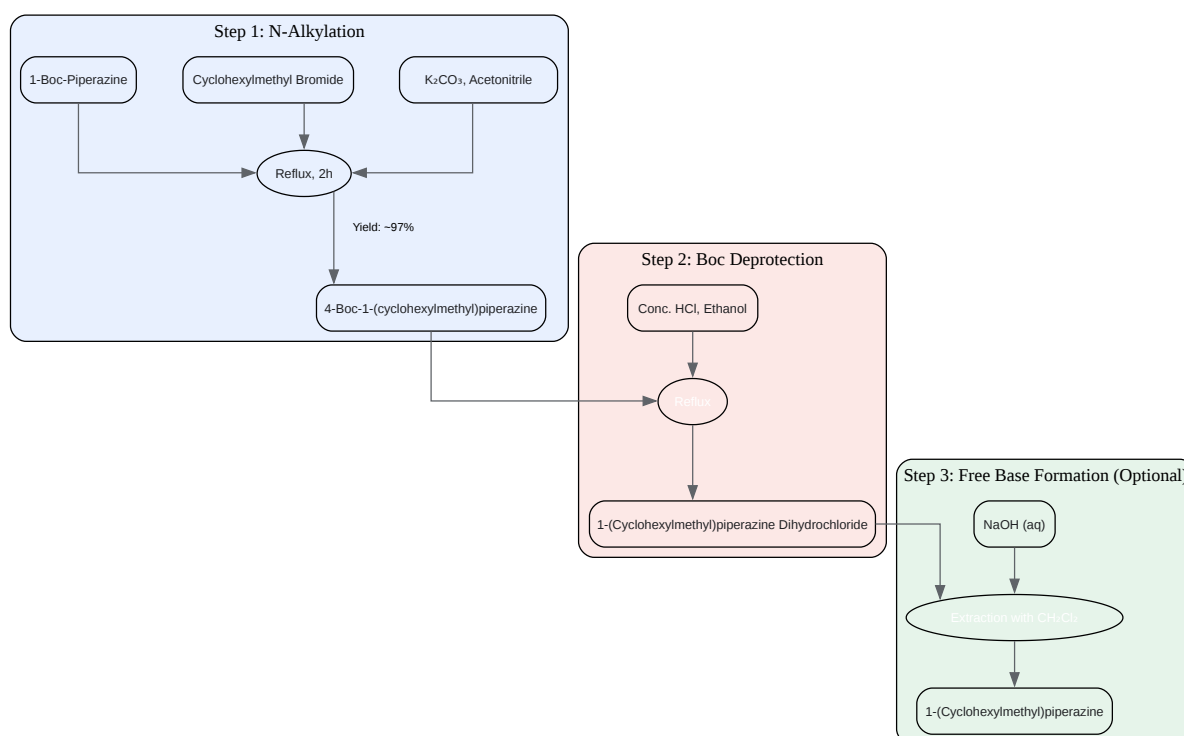 Step 1: N-Alkylation
1-Boc-Piperazine
Cyclohexylmethyl Bromide
K₂CO₃, Acetonitrile
Reflux, 2h
Yield: ~97%
4-Boc-1-(cyclohexylmethyl)piperazine
Step 2: Boc Deprotection
Conc. HCl, Ethanol
Reflux
1-(Cyclohexylmethyl)piperazine Dihydrochloride
Step 3: Free Base Formation (Optional)
NaOH (aq)
Extraction with CH₂Cl₂
1-(Cyclohexylmethyl)piperazine